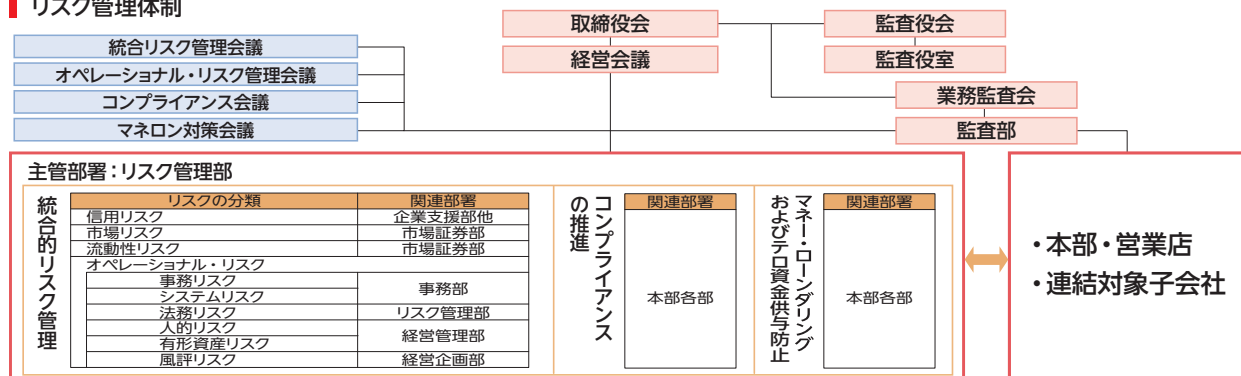 リスク管理体制
統合リスク管理会議
オペレーショナル・リスク管理会議
コンプライアンス会議
マネロン対策会議
取締役会
経営会議
監査役会
監査役室
業務監査会
監査部
主管部署：リスク管理部
統合的リスク管理
リスクの分類 関連部署
信用リスク 企業支援部他
市場リスク 市場証券部
流動性リスク 市場証券部
オペレーショナル・リスク
事務リスク
システムリスク
事務部
法務リスク リスク管理部
人的リスク
有形資産リスク
経営管理部
風評リスク 経営企画部
コンプライアンス
の推進
関連部署
本部各部
マネー・ローンダリング
およびテロ資金供与防止
関連部署
本部各部
・本部・営業店
・連結対象子会社